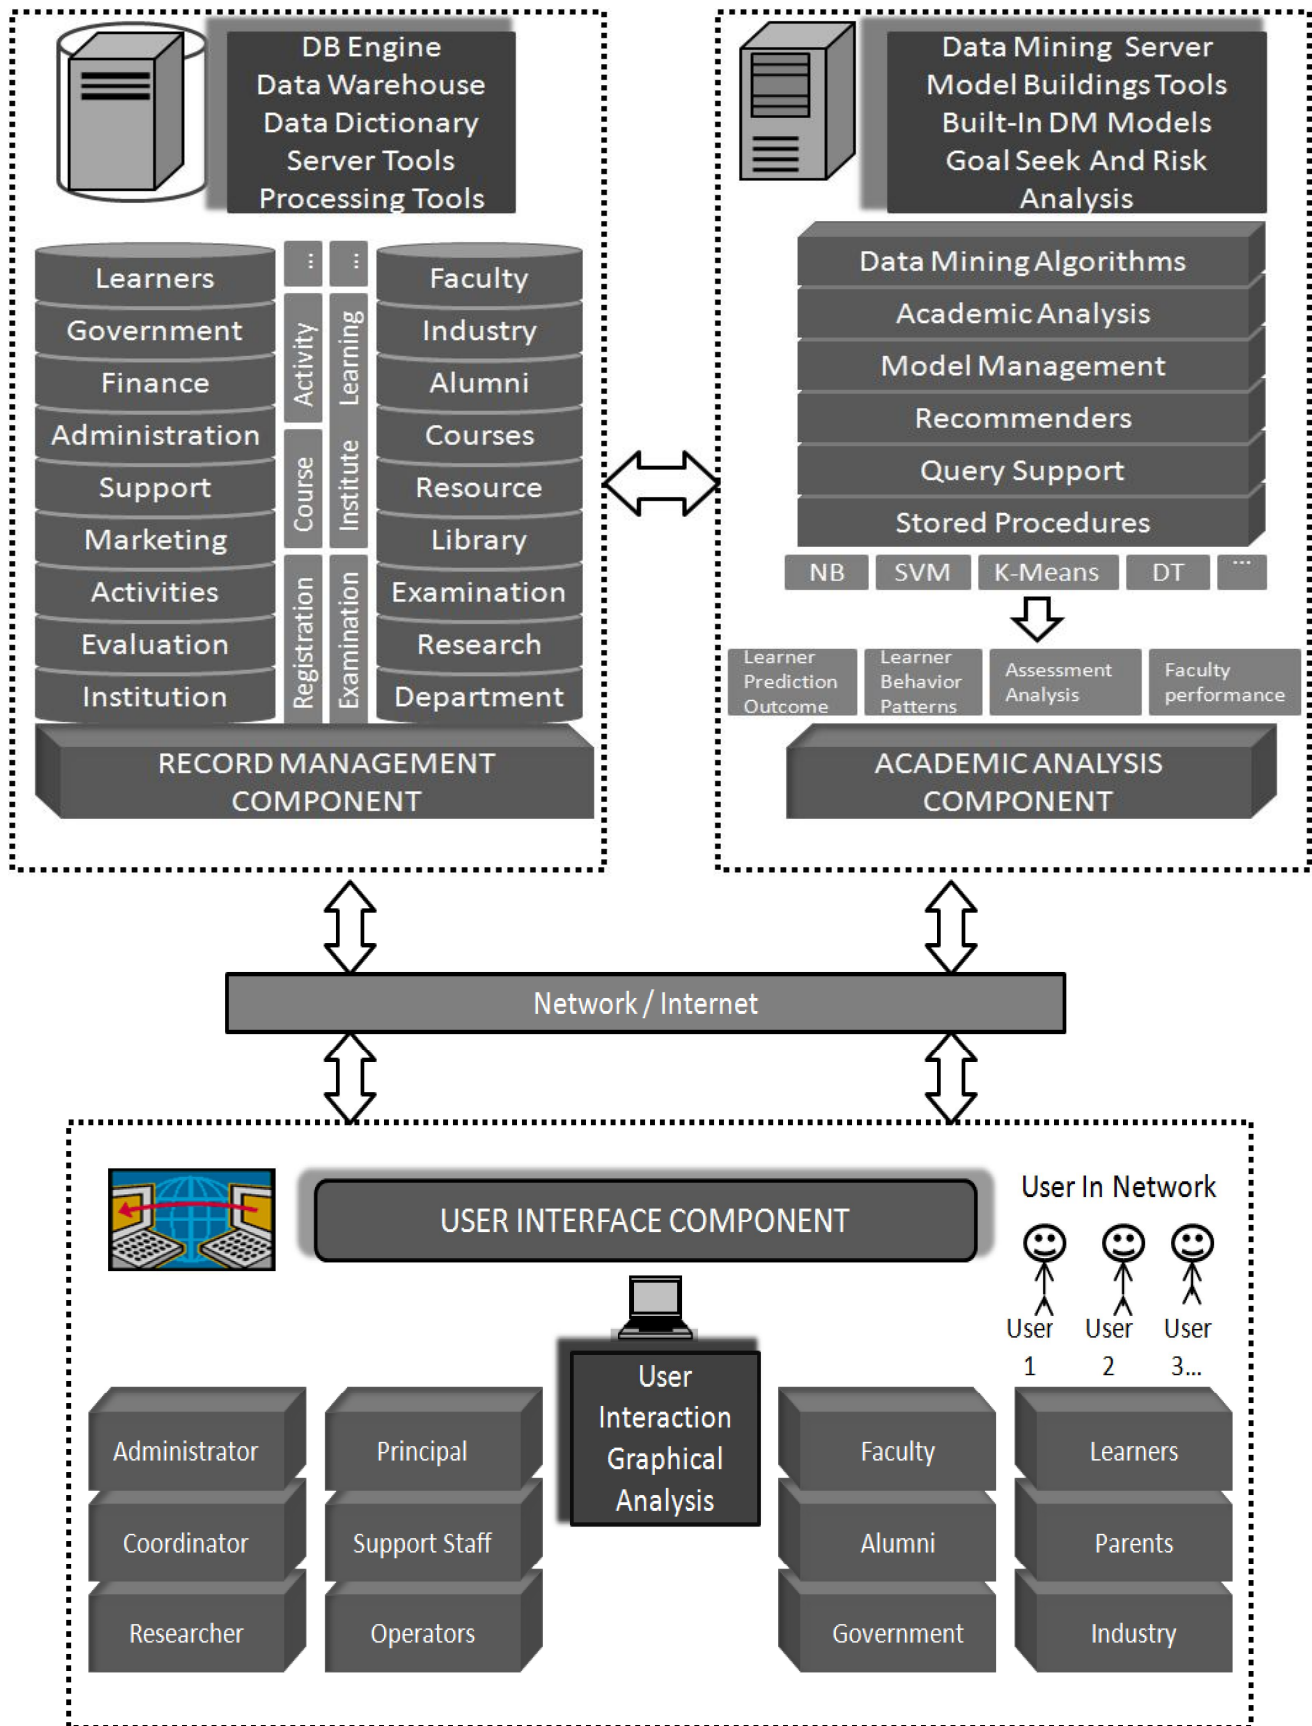 DB Engine
Data Warehouse
Data Dictionary
Server Tools
Processing Tools
Learners
Government
Finance
Administration
Support
Marketing
Activities
Evaluation
Institution
...
Activity
Course
Registration
...
Learning
Institute
Examination
Faculty
Industry
Alumni
Courses
Resource
Library
Examination
Research
Department
RECORD MANAGEMENT
COMPONENT
Data Mining Server
Model Buildings Tools
Built-In DM Models
Goal Seek And Risk
Analysis
Data Mining Algorithms
Academic Analysis
Model Management
Recommenders
Query Support
Stored Procedures
NB
SVM
K-Means
DT
...
Learner
Prediction
Outcome
Learner
Behavior
Patterns
Assessment
Analysis
Faculty
performance
ACADEMIC ANALYSIS
COMPONENT
Network / Internet
USER INTERFACE COMPONENT
User In Network
User
1
User
2
User
3...
User
Interaction
Graphical
Analysis
Administrator
Coordinator
Researcher
Principal
Support Staff
Operators
Faculty
Alumni
Government
Learners
Parents
Industry